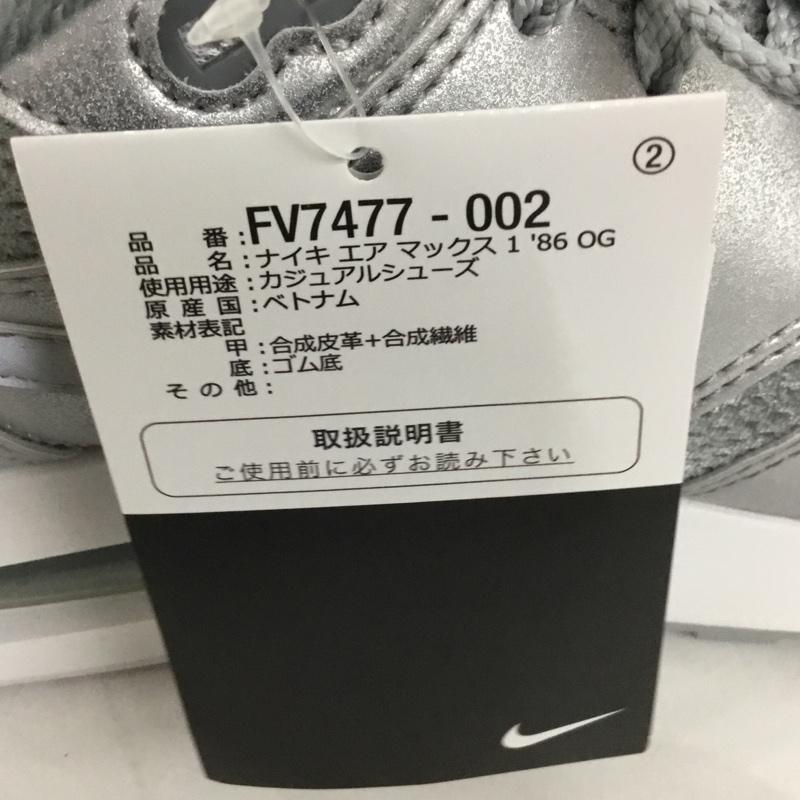 ②
品 番:FV7477 - 002
品 名:ナイキ エア マックス 1 '86 OG
使用用途:カジュアルシューズ
原 産 国:ベトナム
素材表記
甲:合成皮革+合成繊維
底:ゴム底
そ の 他:
取扱説明書
ご使用前に必ずお読み下さい